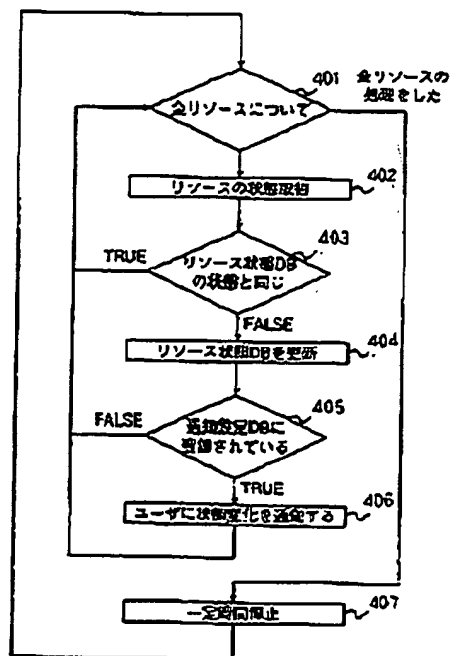 401
全リソースの
処理をした
全リソースについて
リソースの状態取得
402
403
TRUE
リソース状態DB
の状態と同じ
FALSE
リソース状態DBを更新
404
405
FALSE
通知設定DBに
登録されている
TRUE
ユーザに状態変化を通知する
406
一定時間停止
407